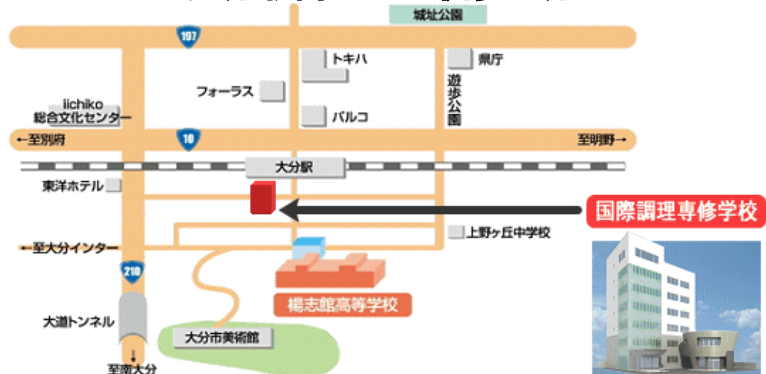 城址公園
197
トキハ
県庁
フォーラス
遊歩公園
iichiko
総合文化センター
パルコ
←至別府
10
至明野→
大分駅
東洋ホテル
国際調理専修学校
上野ヶ丘中学校
←至大分インター
210
楊志館高等学校
大道トンネル
大分市美術館
↓
至南大分